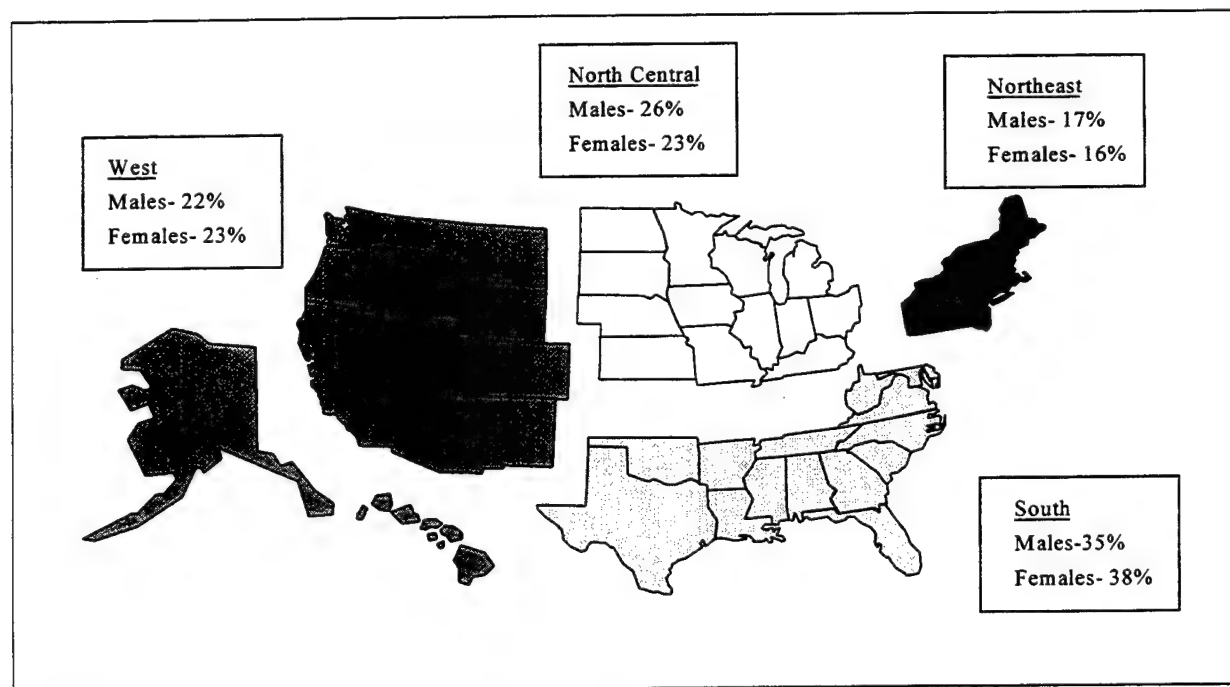 North Central
Males- 26%
Females- 23%
Northeast
Males- 17%
Females- 16%
West
Males- 22%
Females- 23%
South
Males-35%
Females- 38%